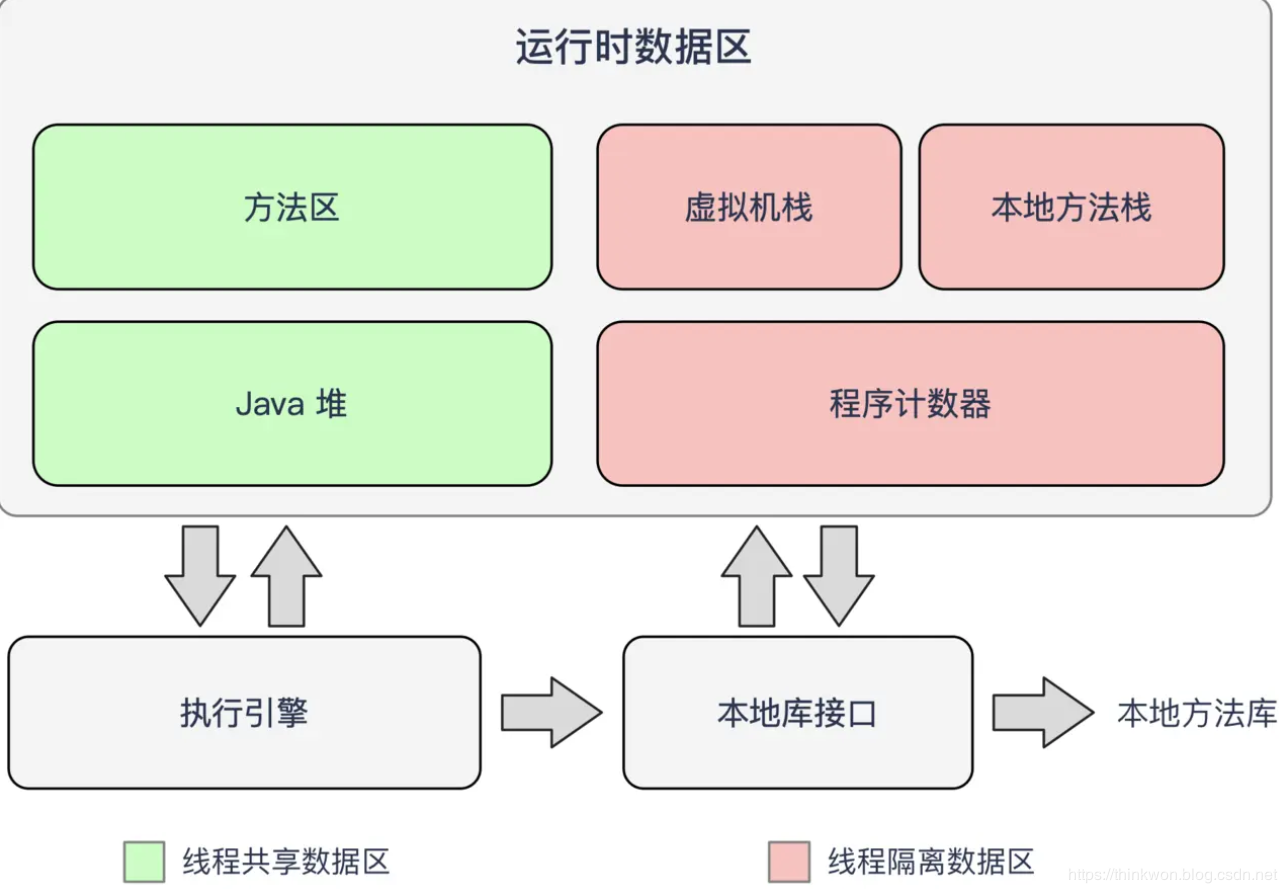 运行时数据区
方法区
虚拟机栈
本地方法栈
Java 堆
程序计数器
执行引擎
本地库接口
本地方法库
线程共享数据区
线程隔离数据区
https://thinkwon.blog.csdn.net